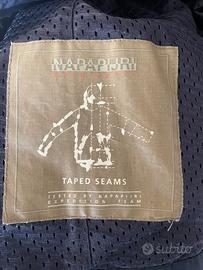 NAPAPIJRI
TAPED SEAMS
TESTED BY NAPAPIJRI
EXPEDITION TEAM
subito